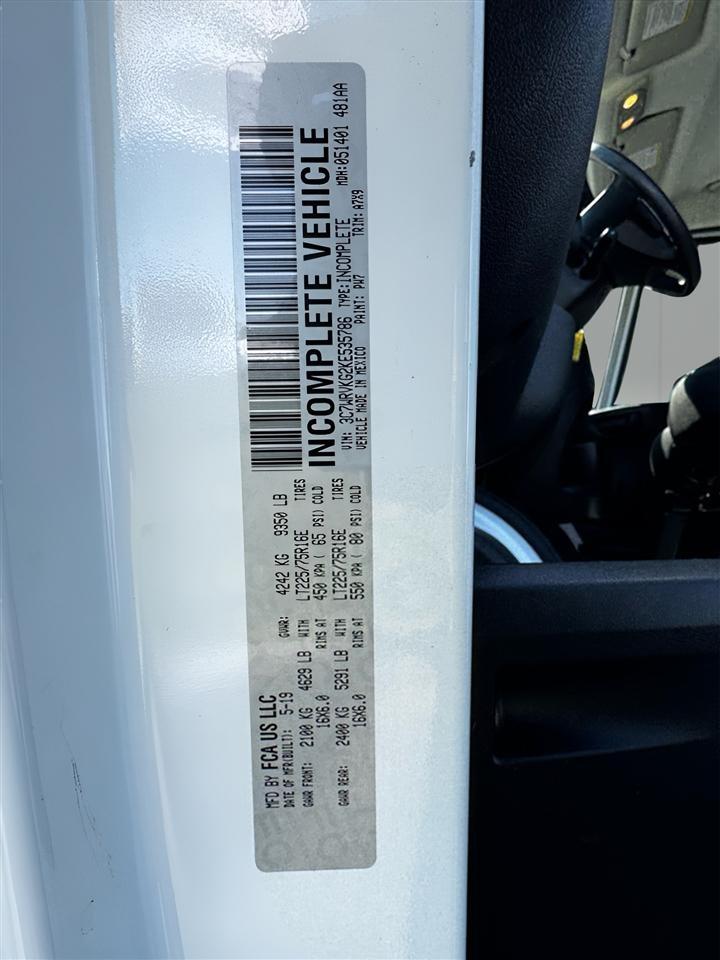 MFD BY FCA US LLC
DATE OF MFR(BUILT): 5-19
GVWR: 4242 KG 9350 LB
GAWR FRONT: 2100 KG 4629 LB WITH LT225/75R16E TIRES
16X6.0 RIMS AT 450 KPA ( 65 PSI) COLD
GAWR REAR: 2400 KG 5291 LB WITH LT225/75R16E TIRES
16X6.0 RIMS AT 550 KPA ( 80 PSI) COLD
INCOMPLETE VEHICLE
VIN: 3C7WRVKG2KE535786 TYPE:INCOMPLETE MDH:051401 481AA
VEHICLE MADE IN MEXICO PAINT: PW7 TRIM: A7X9